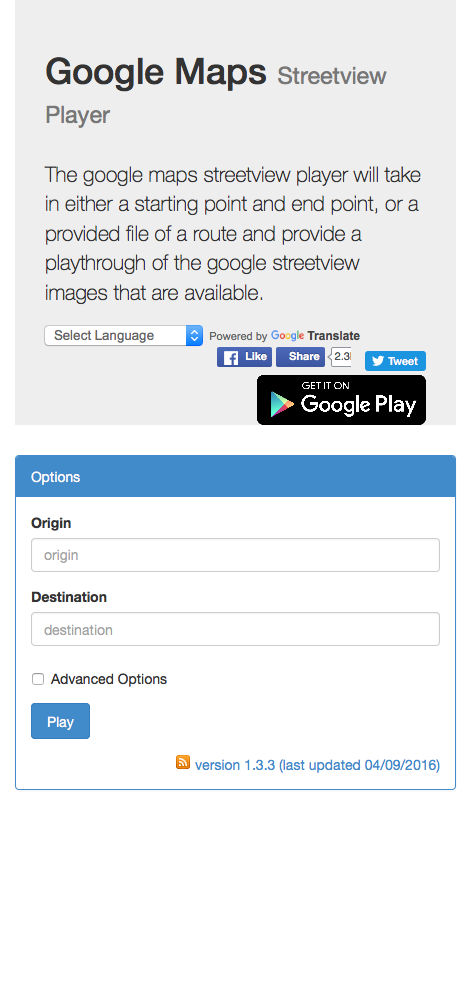 Google Maps Streetview
Player
The google maps streetview player will take
in either a starting point and end point, or a
provided file of a route and provide a
playthrough of the google streetview
images that are available.
Select Language Powered by Google Translate
Like Share 2.3 Tweet
GET IT ON
Google Play
Options
Origin
origin
Destination
destination
Advanced Options
Play
version 1.3.3 (last updated 04/09/2016)